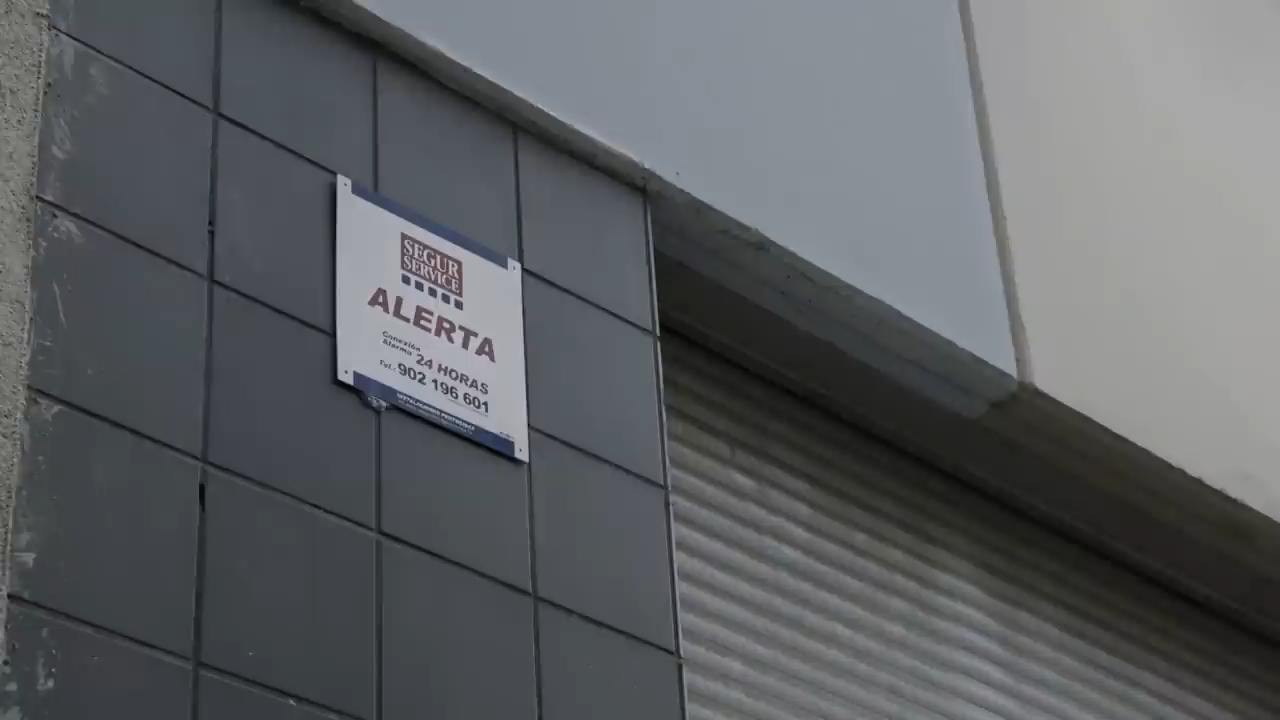 SEGUR
SERVICE
ALERTA
Conexión
Alarma 24 HORAS
Tel.: 902 196 601